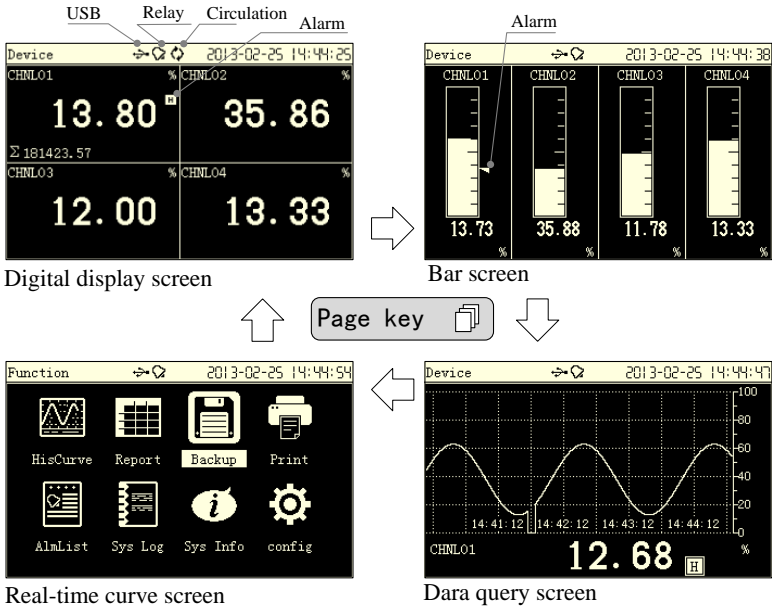 USB Relay Circulation Alarm
Device 2013-02-25 14:44:25
CHNL01 % CHNL02 %
13.80 H 35.86
Σ181423.57
CHNL03 % CHNL04 %
12.00 13.33
Digital display screen
Alarm
Device 2013-02-25 14:44:38
CHNL01 CHNL02 CHNL03 CHNL04
13.73 35.88 11.78 13.33
% % % %
Bar screen
Page key
Function 2013-02-25 14:44:54
HisCurve Report Backup Print
AlmList Sys Log Sys Info config
Real-time curve screen
Device 2013-02-25 14:44:47
100
80
60
40
20
0
14:41:12 14:42:12 14:43:12 14:44:12
CHNL01 12.68 H %
Dara query screen